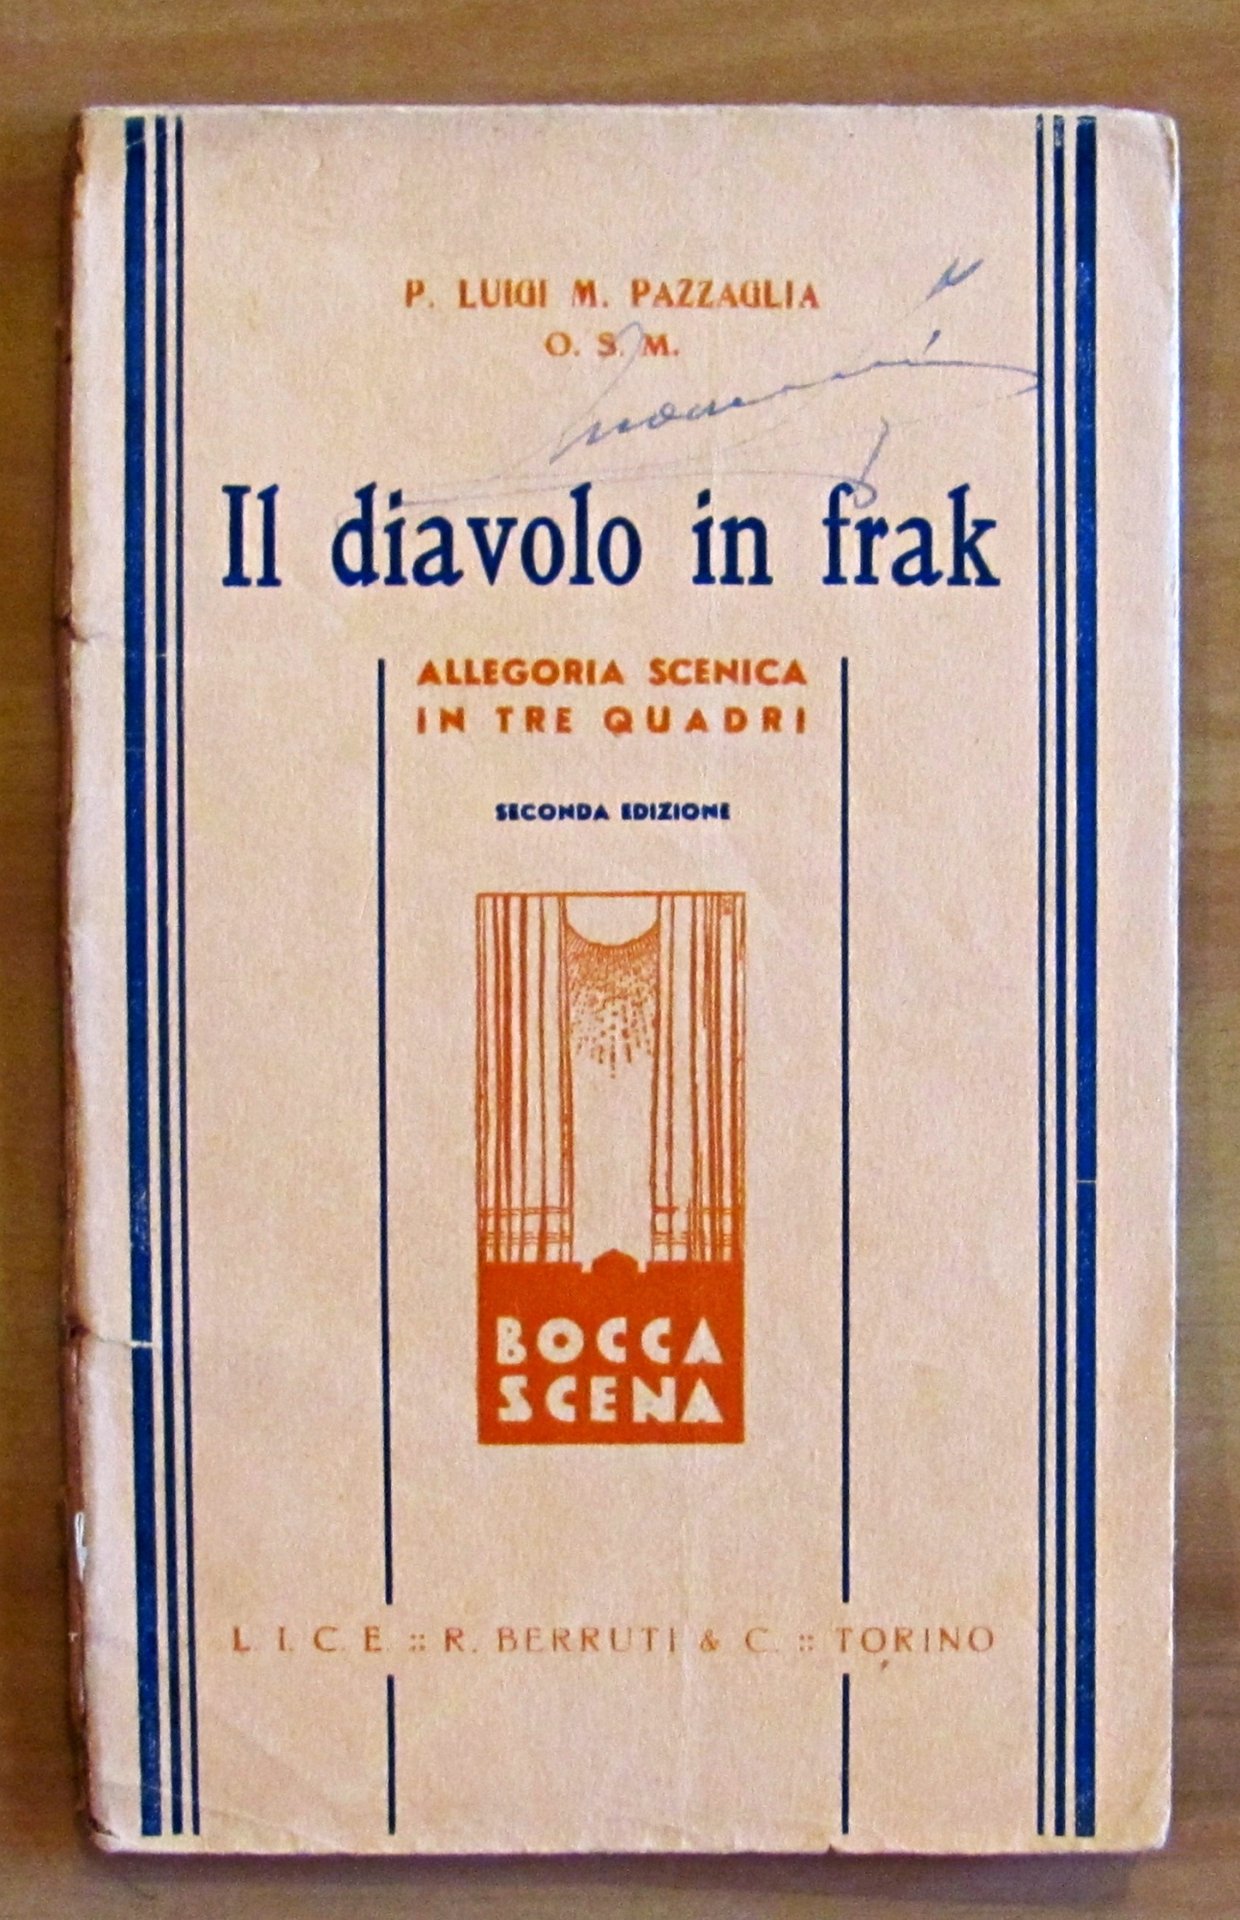 P. LUIGI M. PAZZAGLIA
O. S. M.
Il diavolo in frak
ALLEGORIA SCENICA
IN TRE QUADRI
SECONDA EDIZIONE
BOCCA
SCENA
L. I. C. E. :: R. BERRUTI & C. :: TORINO